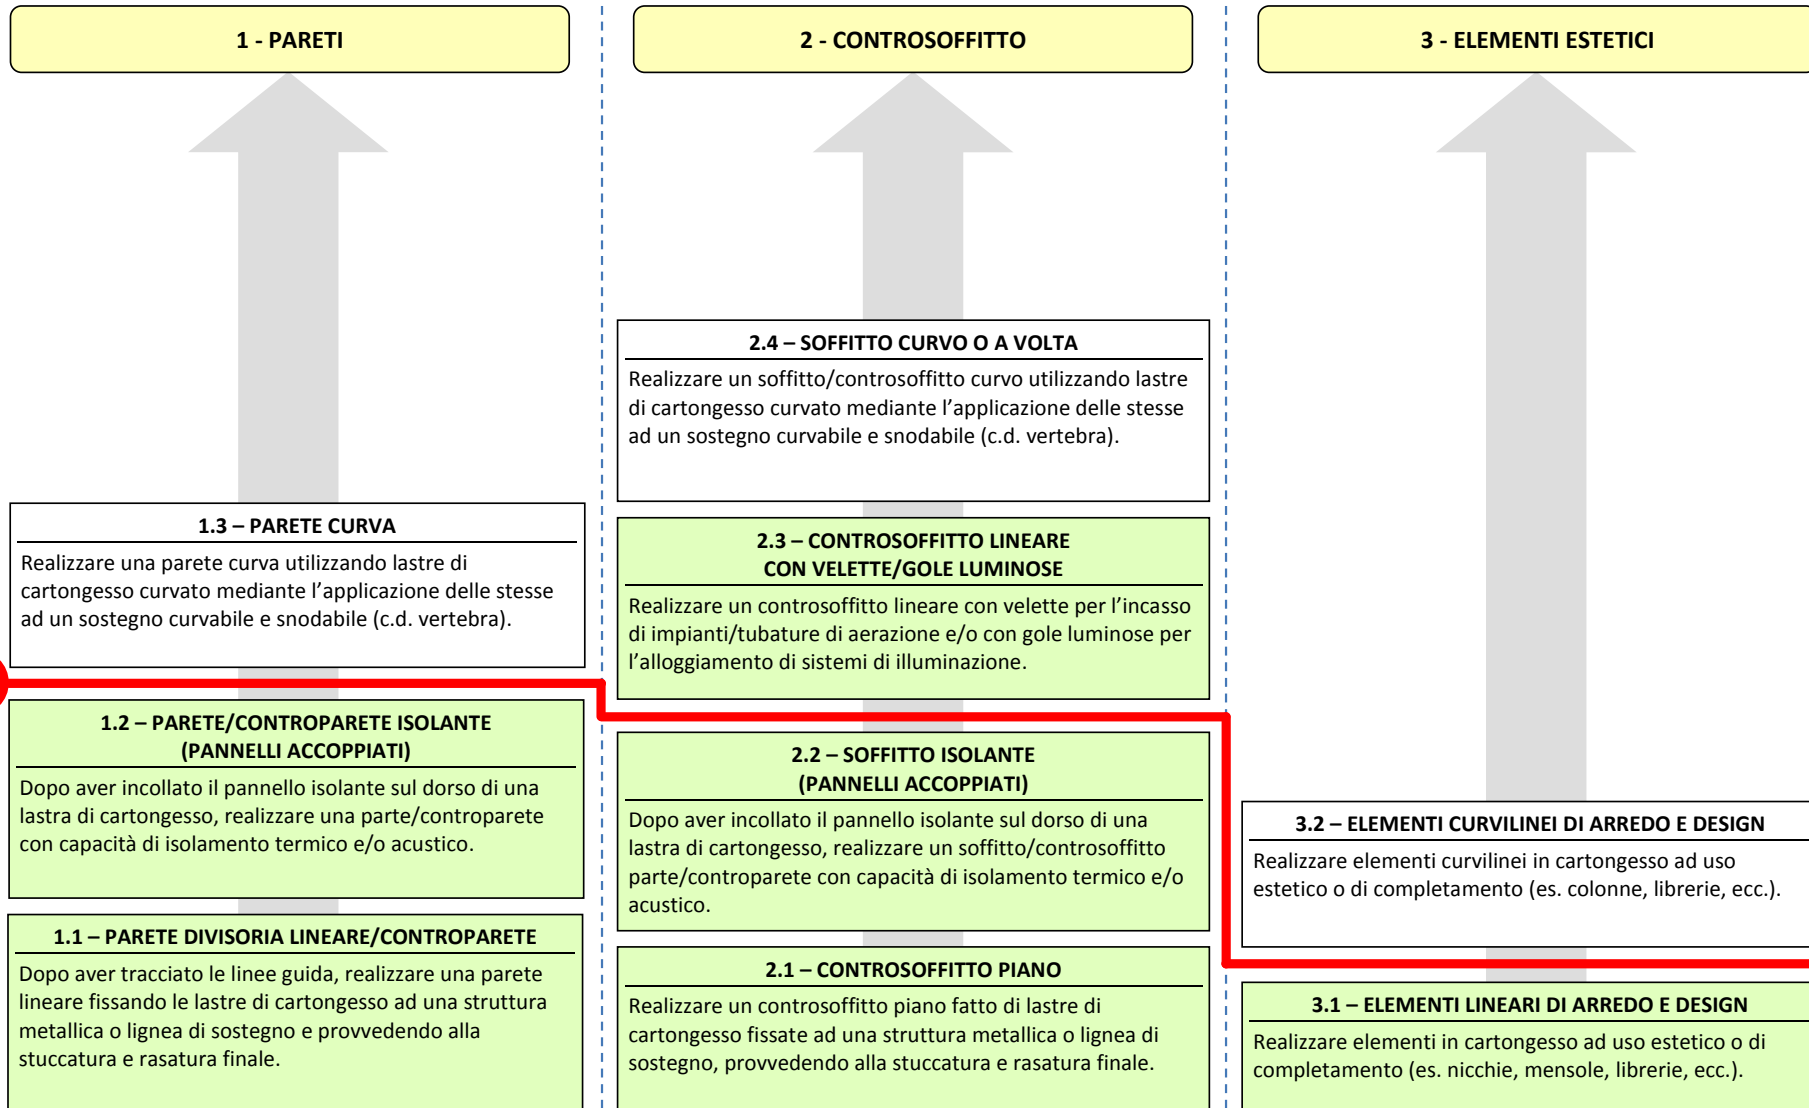 1 - PARETI
2 - CONTROSOFFITTO
3 - ELEMENTI ESTETICI
2.4 – SOFFITTO CURVO O A VOLTA
Realizzare un soffitto/controsoffitto curvo utilizzando lastre
di cartongesso curvato mediante l’applicazione delle stesse
ad un sostegno curvabile e snodabile (c.d. vertebra).
1.3 – PARETE CURVA
Realizzare una parete curva utilizzando lastre di
cartongesso curvato mediante l’applicazione delle stesse
ad un sostegno curvabile e snodabile (c.d. vertebra).
2.3 – CONTROSOFFITTO LINEARE
CON VELETTE/GOLE LUMINOSE
Realizzare un controsoffitto lineare con velette per l’incasso
di impianti/tubature di aerazione e/o con gole luminose per
l’alloggiamento di sistemi di illuminazione.
1.2 – PARETE/CONTROPARETE ISOLANTE
(PANNELLI ACCOPPIATI)
Dopo aver incollato il pannello isolante sul dorso di una
lastra di cartongesso, realizzare una parte/controparete
con capacità di isolamento termico e/o acustico.
2.2 – SOFFITTO ISOLANTE
(PANNELLI ACCOPPIATI)
Dopo aver incollato il pannello isolante sul dorso di una
lastra di cartongesso, realizzare un soffitto/controsoffitto
parte/controparete con capacità di isolamento termico e/o
acustico.
3.2 – ELEMENTI CURVILINEI DI ARREDO E DESIGN
Realizzare elementi curvilinei in cartongesso ad uso
estetico o di completamento (es. colonne, librerie, ecc.).
1.1 – PARETE DIVISORIA LINEARE/CONTROPARETE
Dopo aver tracciato le linee guida, realizzare una parete
lineare fissando le lastre di cartongesso ad una struttura
metallica o lignea di sostegno e provvedendo alla
stuccatura e rasatura finale.
2.1 – CONTROSOFFITTO PIANO
Realizzare un controsoffitto piano fatto di lastre di
cartongesso fissate ad una struttura metallica o lignea di
sostegno, provvedendo alla stuccatura e rasatura finale.
3.1 – ELEMENTI LINEARI DI ARREDO E DESIGN
Realizzare elementi in cartongesso ad uso estetico o di
completamento (es. nicchie, mensole, librerie, ecc.).